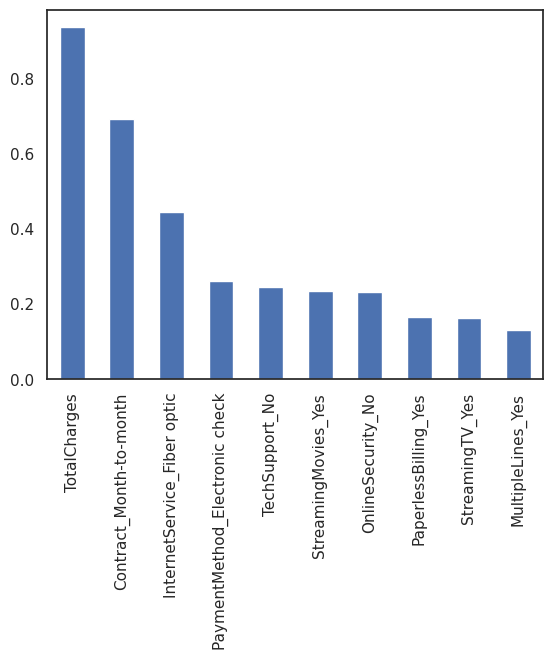 0.8
0.6
0.4
0.2
0.0
TotalCharges
Contract_Month-to-month
InternetService_Fiber optic
PaymentMethod_Electronic check
TechSupport_No
StreamingMovies_Yes
OnlineSecurity_No
PaperlessBilling_Yes
StreamingTV_Yes
MultipleLines_Yes